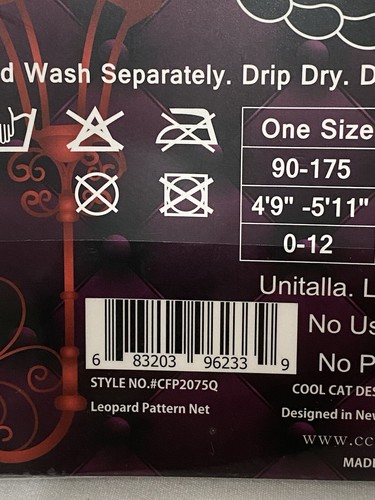 d Wash Separately. Drip Dry. D
One Size
90-175
4'9" -5'11"
0-12
Unitalla. L
No Us
No P
6 83203 96233 9
STYLE NO.#CFP2075Q
Leopard Pattern Net
COOL CAT DES
Designed in New
www.cc
MADE